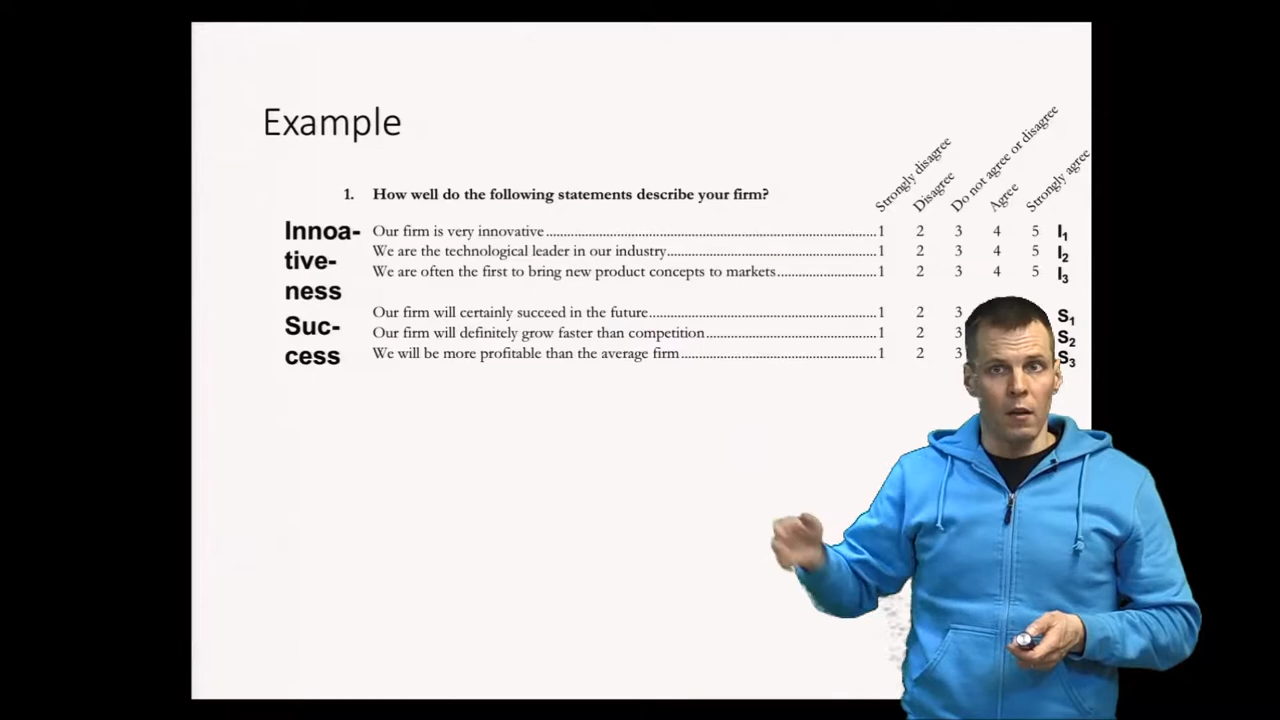 Example
Strongly disagree
Disagree
Do not agree or disagree
Agree
Strongly agree
1. How well do the following statements describe your firm?
Innoa-
tive-
ness
Our firm is very innovative 1 2 3 4 5 I1
We are the technological leader in our industry 1 2 3 4 5 I2
We are often the first to bring new product concepts to markets 1 2 3 4 5 I3
Suc-
cess
Our firm will certainly succeed in the future 1 2 3 S1
Our firm will definitely grow faster than competition 1 2 3 S2
We will be more profitable than the average firm 1 2 3 S3